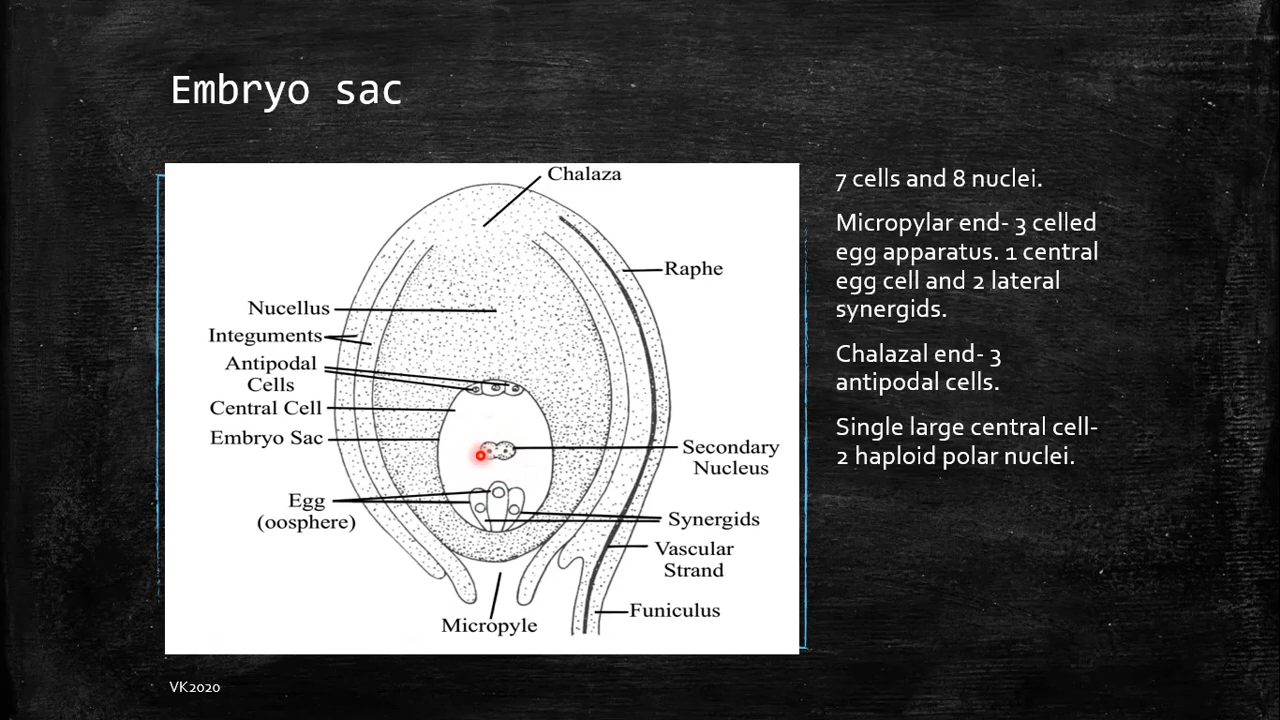 Embryo sac
Chalaza
Raphe
Nucellus
Integuments
Antipodal
Cells
Central Cell
Embryo Sac
Secondary
Nucleus
Egg
(oosphere)
Synergids
Vascular
Strand
Funiculus
Micropyle
7 cells and 8 nuclei.
Micropylar end- 3 celled
egg apparatus. 1 central
egg cell and 2 lateral
synergids.
Chalazal end- 3
antipodal cells.
Single large central cell-
2 haploid polar nuclei.
VK2020